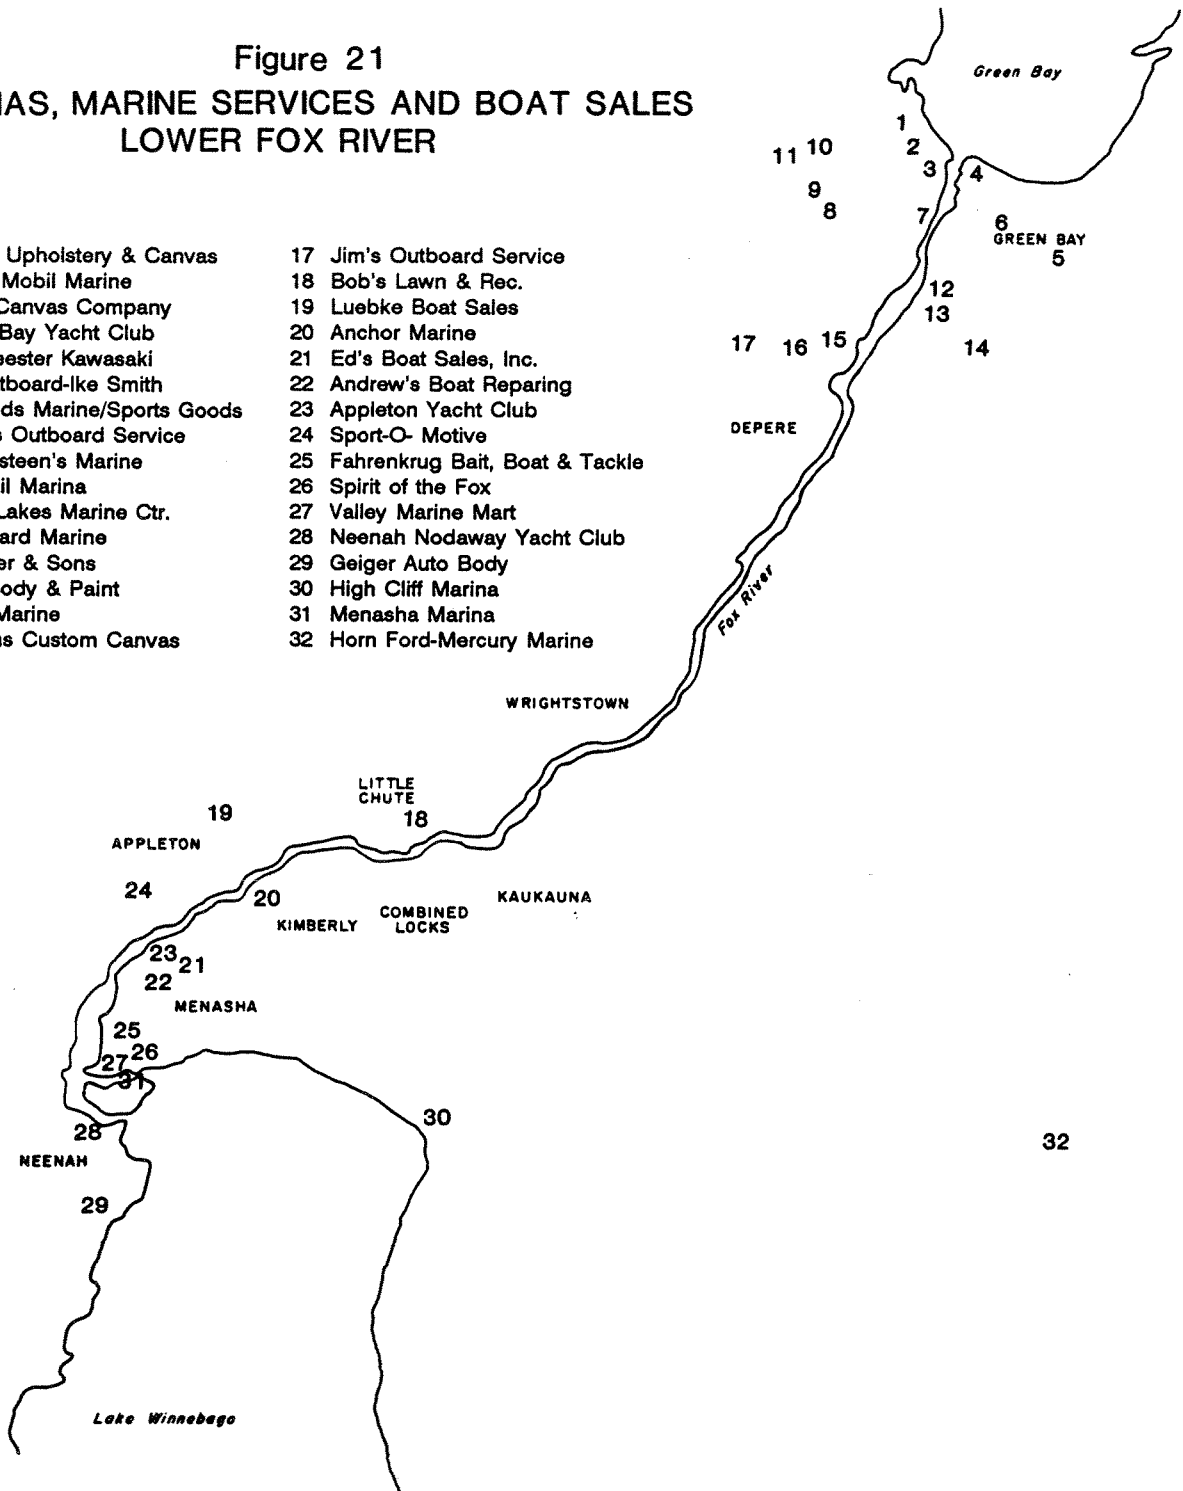 Figure 21
MARINE SERVICES AND BOAT SALES
LOWER FOX RIVER
Upholstery & Canvas
Mobil Marine
Canvas Company
Bay Yacht Club
Kawasaki
Smith
Marine/Sports Goods
Outboard Service
Marine
Marina
Lakes Marine Ctr.
Marine
& Sons
& Paint
Marine
Custom Canvas
17 Jim's Outboard Service
18 Bob's Lawn & Rec.
19 Luebke Boat Sales
20 Anchor Marine
21 Ed's Boat Sales, Inc.
22 Andrew's Boat Reparing
23 Appleton Yacht Club
24 Sport-O- Motive
25 Fahrenkrug Bait, Boat & Tackle
26 Spirit of the Fox
27 Valley Marine Mart
28 Neenah Nodaway Yacht Club
29 Geiger Auto Body
30 High Cliff Marina
31 Menasha Marina
32 Horn Ford-Mercury Marine
Green Bay
1
2
3
4
10
11
9
8
7
6
GREEN BAY
5
12
13
14
15
16
17
DEPERE
Fox River
WRIGHTSTOWN
LITTLE
CHUTE
18
19
APPLETON
24
20
KIMBERLY
COMBINED
LOCKS
KAUKAUNA
23
21
22
MENASHA
25
26
27
31
28
NEENAH
29
30
32
Lake Winnebago